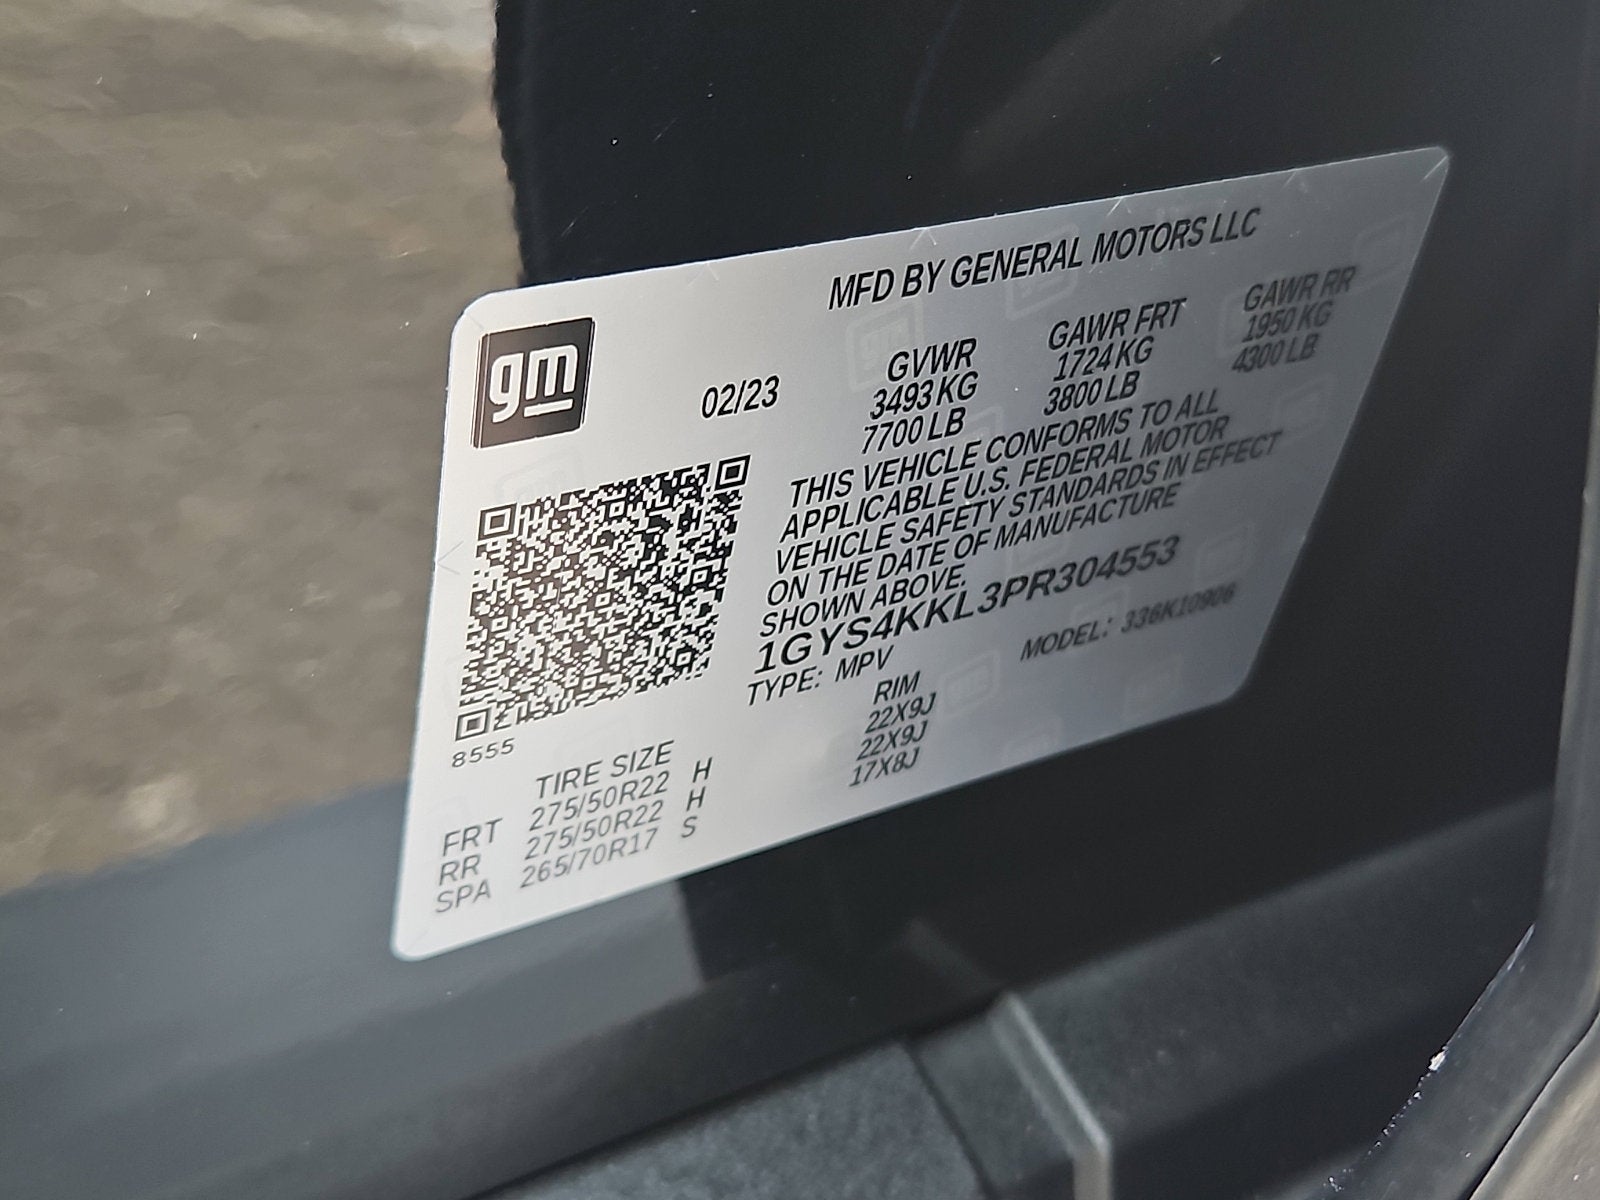 MFD BY GENERAL MOTORS LLC
gm
02/23
GVWR GAWR FRT GAWR RR
3493 KG 1724 KG 1950 KG
7700 LB 3800 LB 4300 LB
THIS VEHICLE CONFORMS TO ALL
APPLICABLE U.S. FEDERAL MOTOR
VEHICLE SAFETY STANDARDS IN EFFECT
ON THE DATE OF MANUFACTURE
SHOWN ABOVE.
1GYS4KKL3PR304553
TYPE: MPV MODEL: 336K10906
8555
TIRE SIZE RIM
FRT 275/50R22 H 22X9J
RR 275/50R22 H 22X9J
SPA 265/70R17 S 17X8J